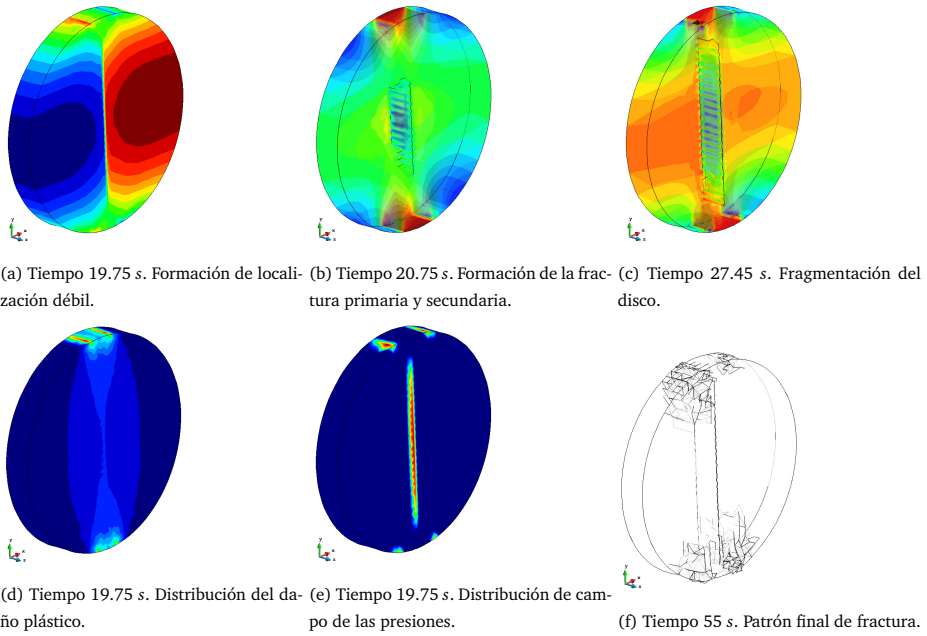 (a) Tiempo 19.75 s. Formación de locali-
zación débil.
(b) Tiempo 20.75 s. Formación de la frac-
tura primaria y secundaria.
(c) Tiempo 27.45 s. Fragmentación del
disco.
(d) Tiempo 19.75 s. Distribución del da-
ño plástico.
(e) Tiempo 19.75 s. Distribución de cam-
po de las presiones.
(f) Tiempo 55 s. Patrón final de fractura.